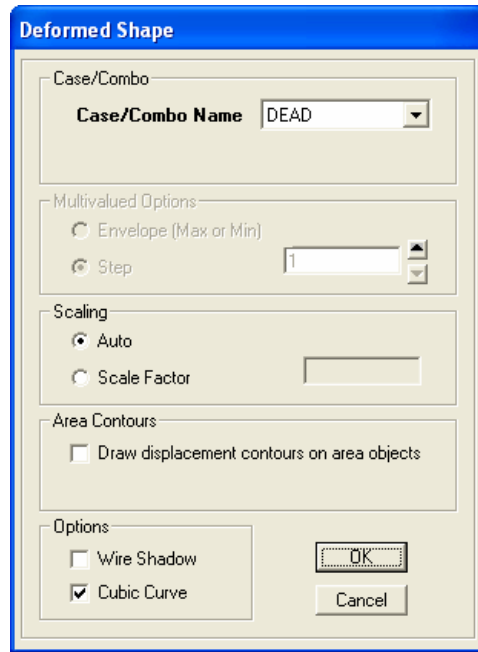 Deformed Shape
Case/Combo
Case/Combo Name DEAD
Multivalued Options
Envelope (Max or Min)
Step 1
Scaling
Auto
Scale Factor
Area Contours
Draw displacement contours on area objects
Options
Wire Shadow
Cubic Curve
OK
Cancel